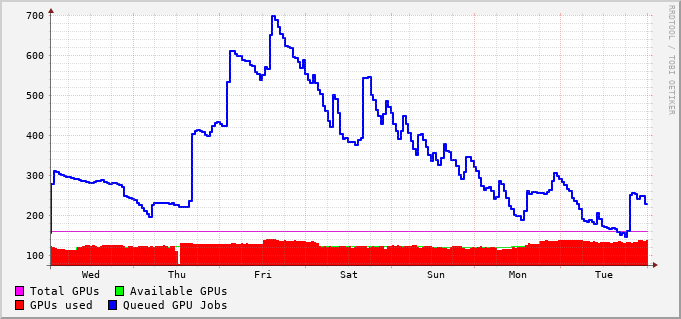 700
600
500
400
300
200
100
Wed Thu Fri Sat Sun Mon Tue
Total GPUs Available GPUs
GPUs used Queued GPU Jobs
RRDTOOL / TOBI OETIKER